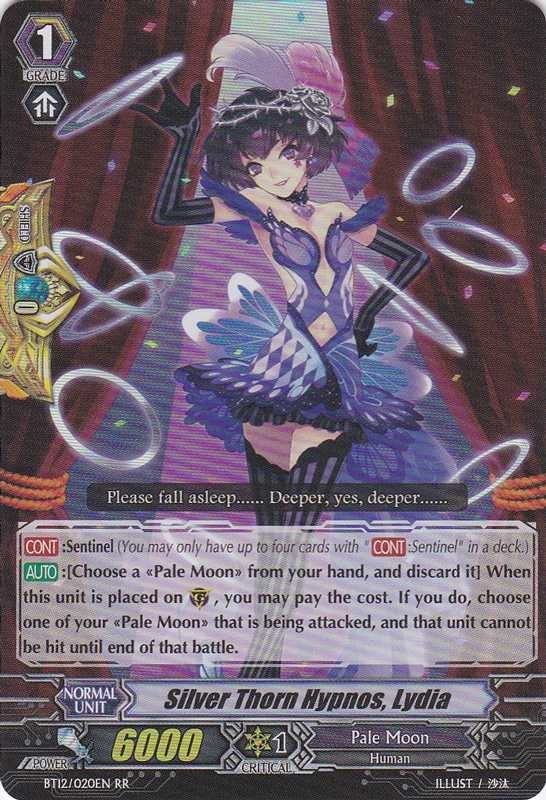 1
GRADE
SHIELD
0
Please fall asleep...... Deeper, yes, deeper......
CONT :Sentinel (You may only have up to four cards with "CONT:Sentinel" in a deck.)
AUTO :[Choose a «Pale Moon» from your hand, and discard it] When
this unit is placed on , you may pay the cost. If you do, choose
one of your «Pale Moon» that is being attacked, and that unit cannot
be hit until end of that battle.
NORMAL
UNIT
Silver Thorn Hypnos, Lydia
POWER
6000
1
CRITICAL
Pale Moon
Human
BT12/020EN RR
ILLUST / 沙汰